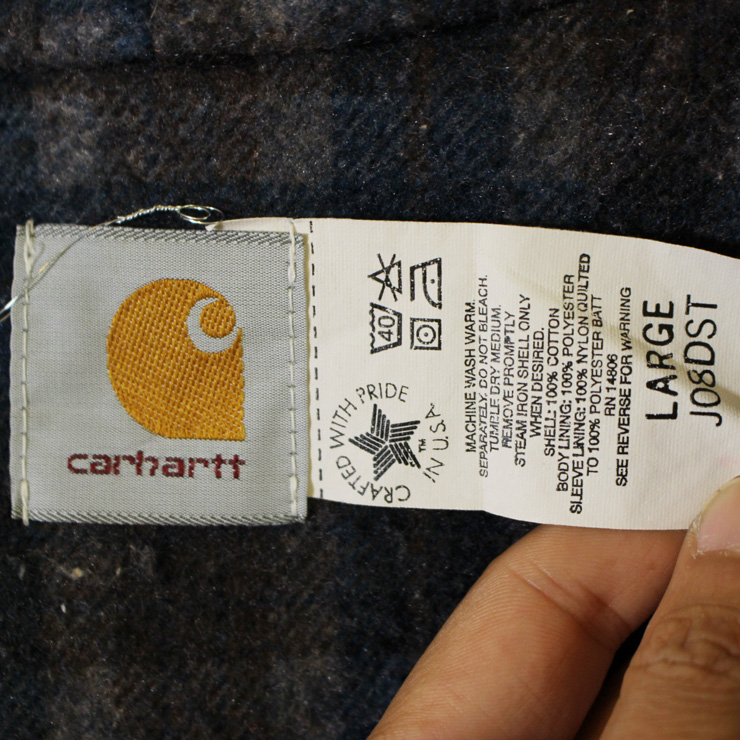 carhartt
40
CRAFTED WITH PRIDE
™ IN U.S.A.
MACHINE WASH WARM.
SEPARATELY. DO NOT BLEACH.
TUMPLE DRY MEDIUM.
REMOVE PROMPTLY
STEAM IRON SHELL ONLY
WHEN DESIRED.
SHELL: 100% COTTON
BODY LINING: 100% POLYESTER
SLEEVE LINING: 100% NYLON QUILTED
TO 100% POLYESTER BATT
RN 14806
SEE REVERSE FOR WARNING
LARGE
J08DST